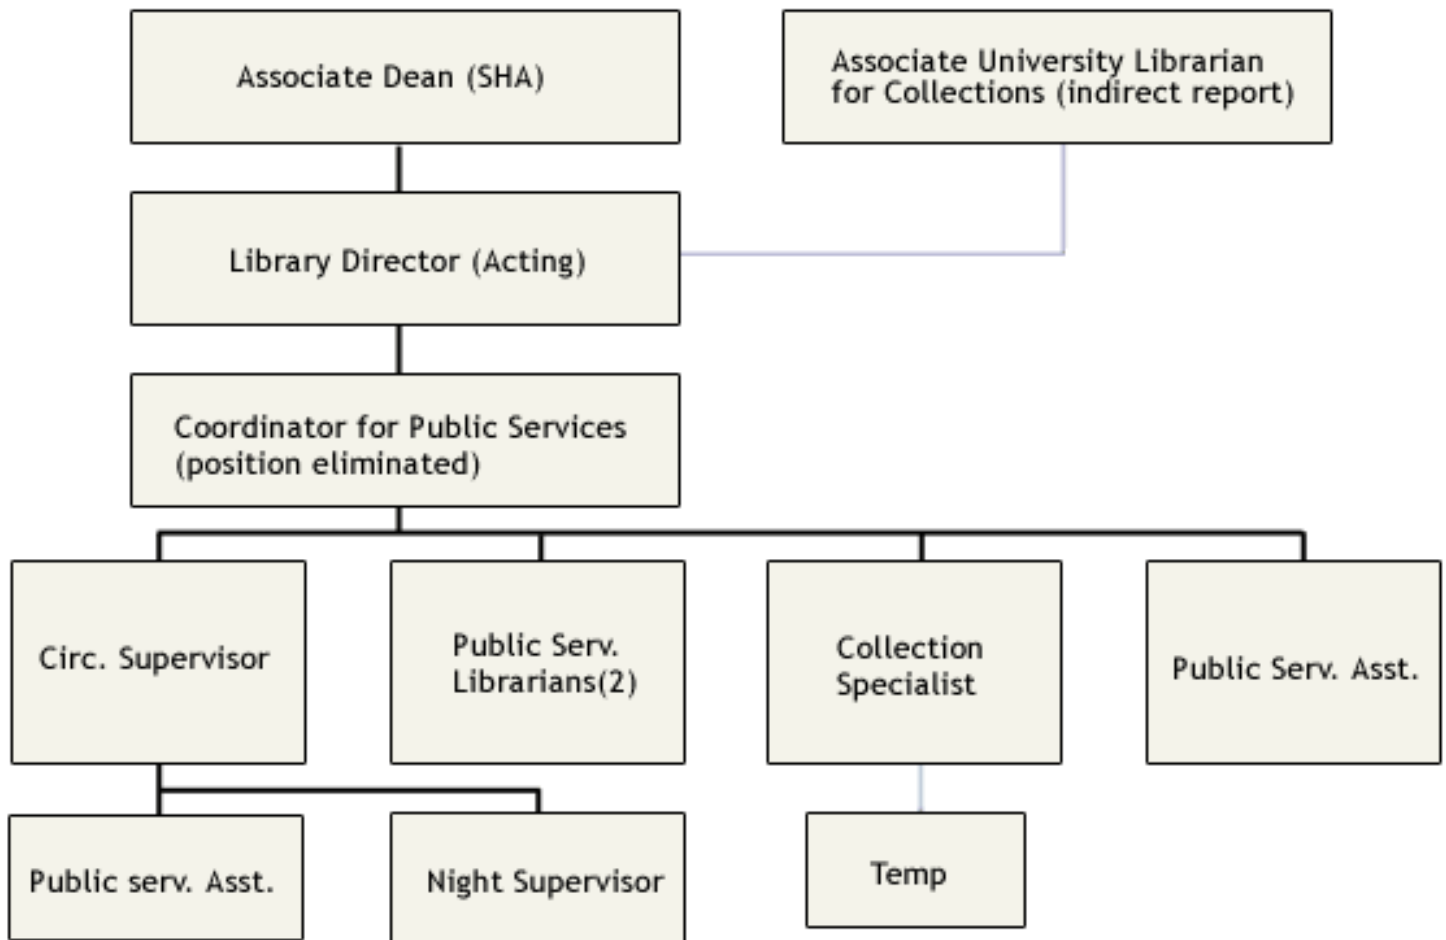 Associate Dean (SHA)
Associate University Librarian
for Collections (indirect report)
Library Director (Acting)
Coordinator for Public Services
(position eliminated)
Circ. Supervisor
Public Serv.
Librarians(2)
Collection
Specialist
Public Serv. Asst.
Public serv. Asst.
Night Supervisor
Temp